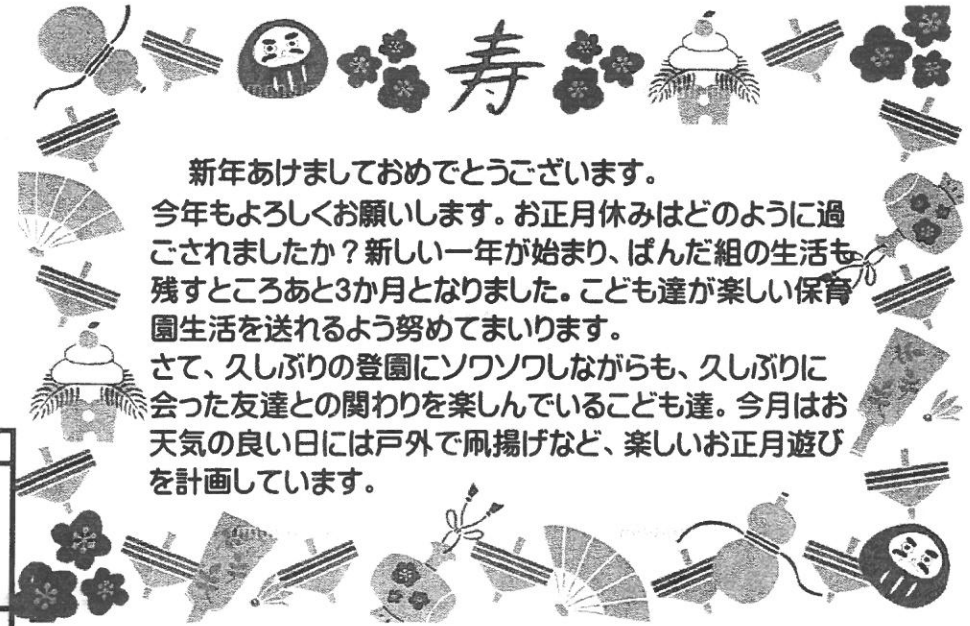 寿
新年あけましておめでとうございます。
今年もよろしくお願いします。お正月休みはどのように過
ごされましたか？新しい一年が始まり、ぱんだ組の生活も
残すところあと3か月となりました。こども達が楽しい保育
園生活を送れるよう努めてまいります。
さて、久しぶりの登園にソワソワしながらも、久しぶりに
会った友達との関わりを楽しんでいるこども達。今月はお
天気の良い日には戸外で凧揚げなど、楽しいお正月遊び
を計画しています。